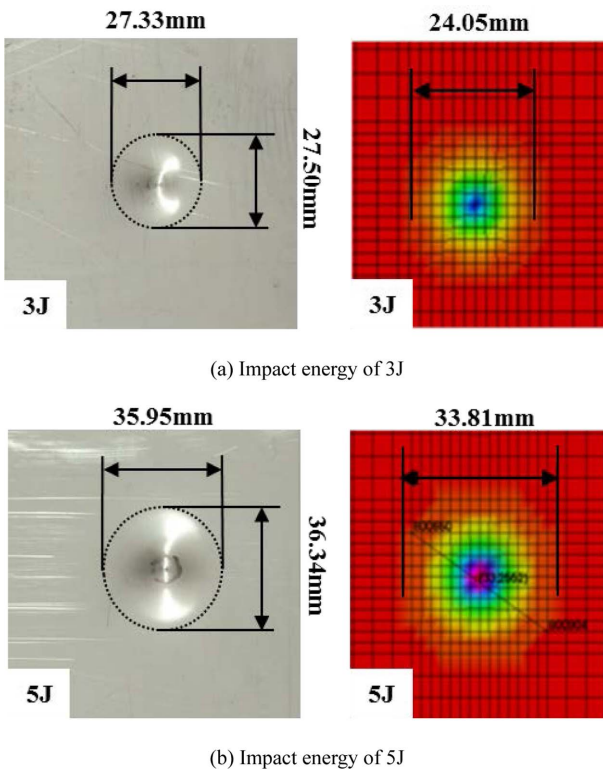 27.33mm
24.05mm
27.50mm
3J
3J
(a) Impact energy of 3J
35.95mm
33.81mm
36.34mm
5J
5J
(b) Impact energy of 5J